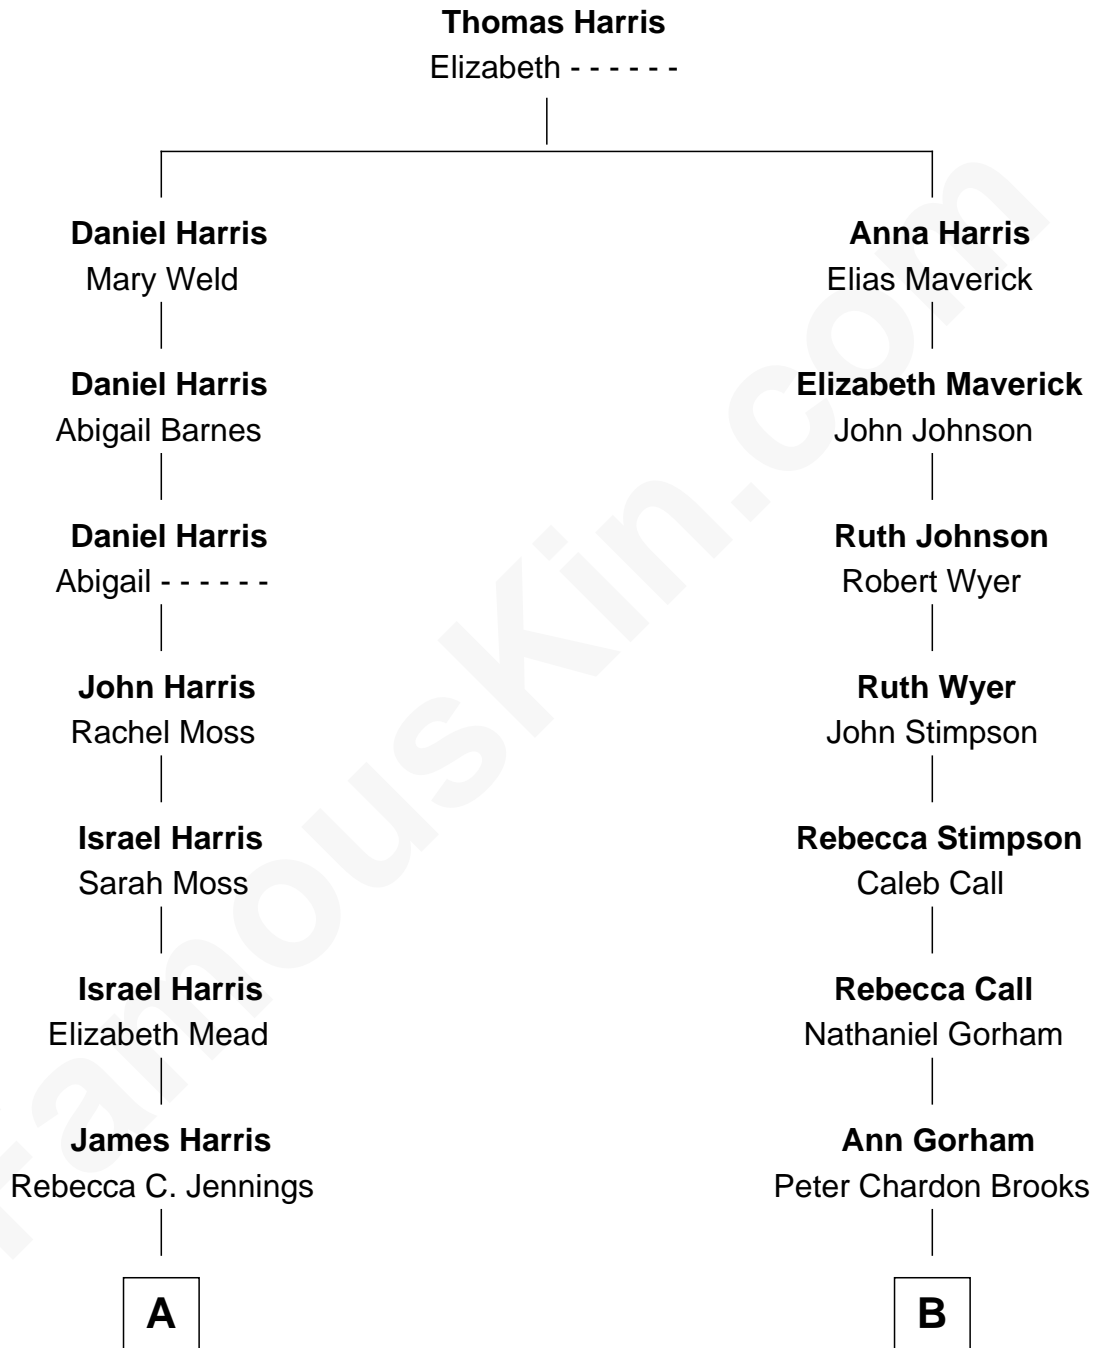 Thomas Harris
Elizabeth - - - - - -
Daniel Harris
Mary Weld
Anna Harris
Elias Maverick
Daniel Harris
Abigail Barnes
Elizabeth Maverick
John Johnson
Daniel Harris
Abigail - - - - - -
Ruth Johnson
Robert Wyer
John Harris
Rachel Moss
Ruth Wyer
John Stimpson
Israel Harris
Sarah Moss
Rebecca Stimpson
Caleb Call
Israel Harris
Elizabeth Mead
Rebecca Call
Nathaniel Gorham
James Harris
Rebecca C. Jennings
Ann Gorham
Peter Chardon Brooks
A
B
FamousKin.com